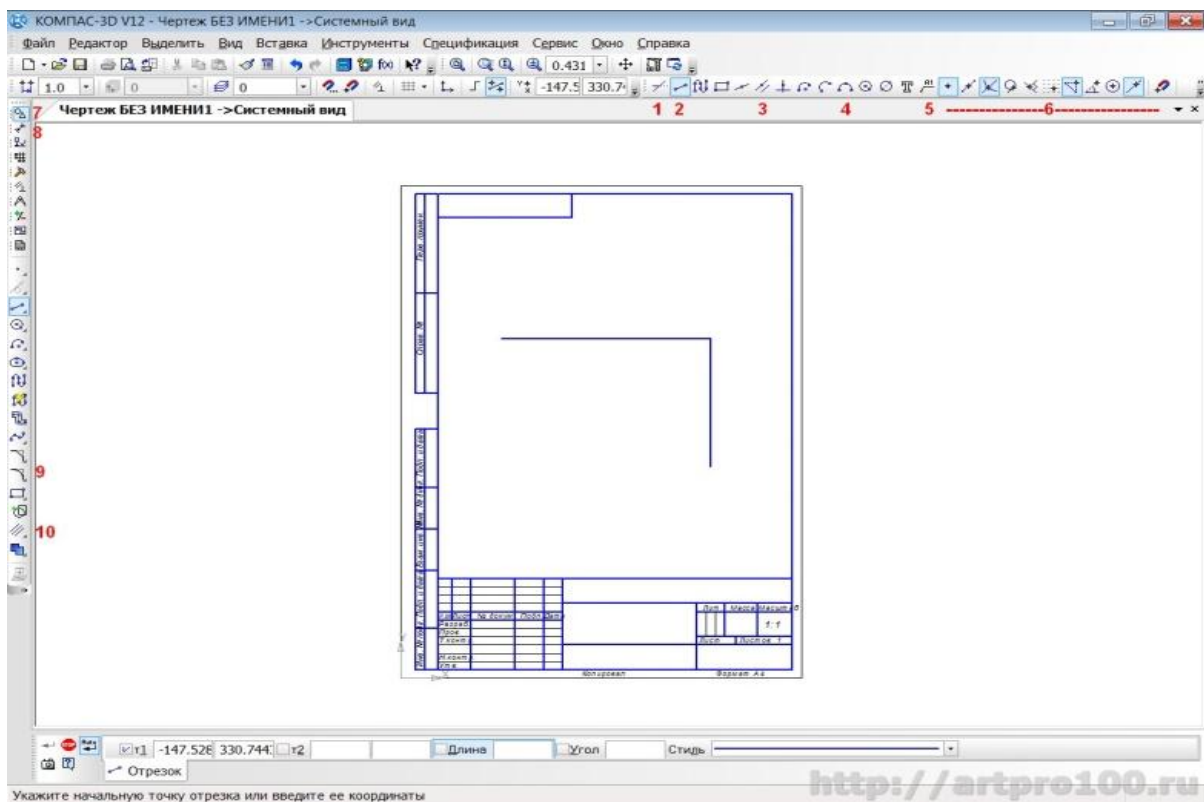 КОМПАС-3D V12 - Чертеж БЕЗ ИМЕНИ1 ->Системный вид
Файл Редактор Выделить Вид Вставка Инструменты Спецификация Сервис Окно Справка
0.431
1.0 0 0 -147.5 330.7
7 Чертеж БЕЗ ИМЕНИ1 ->Системный вид 1 2 3 4 5 6
8
9
10
Справ. №
Лит. Масса Масштаб
№ докум. Подп.
Разраб.
Пров.
Т.контр.
1:1
Лист Листов 1
Н.контр.
Утв.
Копировал Формат А4
т1 -147.528 330.744 т2 Длина Угол Стиль
Отрезок
Укажите начальную точку отрезка или введите ее координаты
http://artpro100.ru